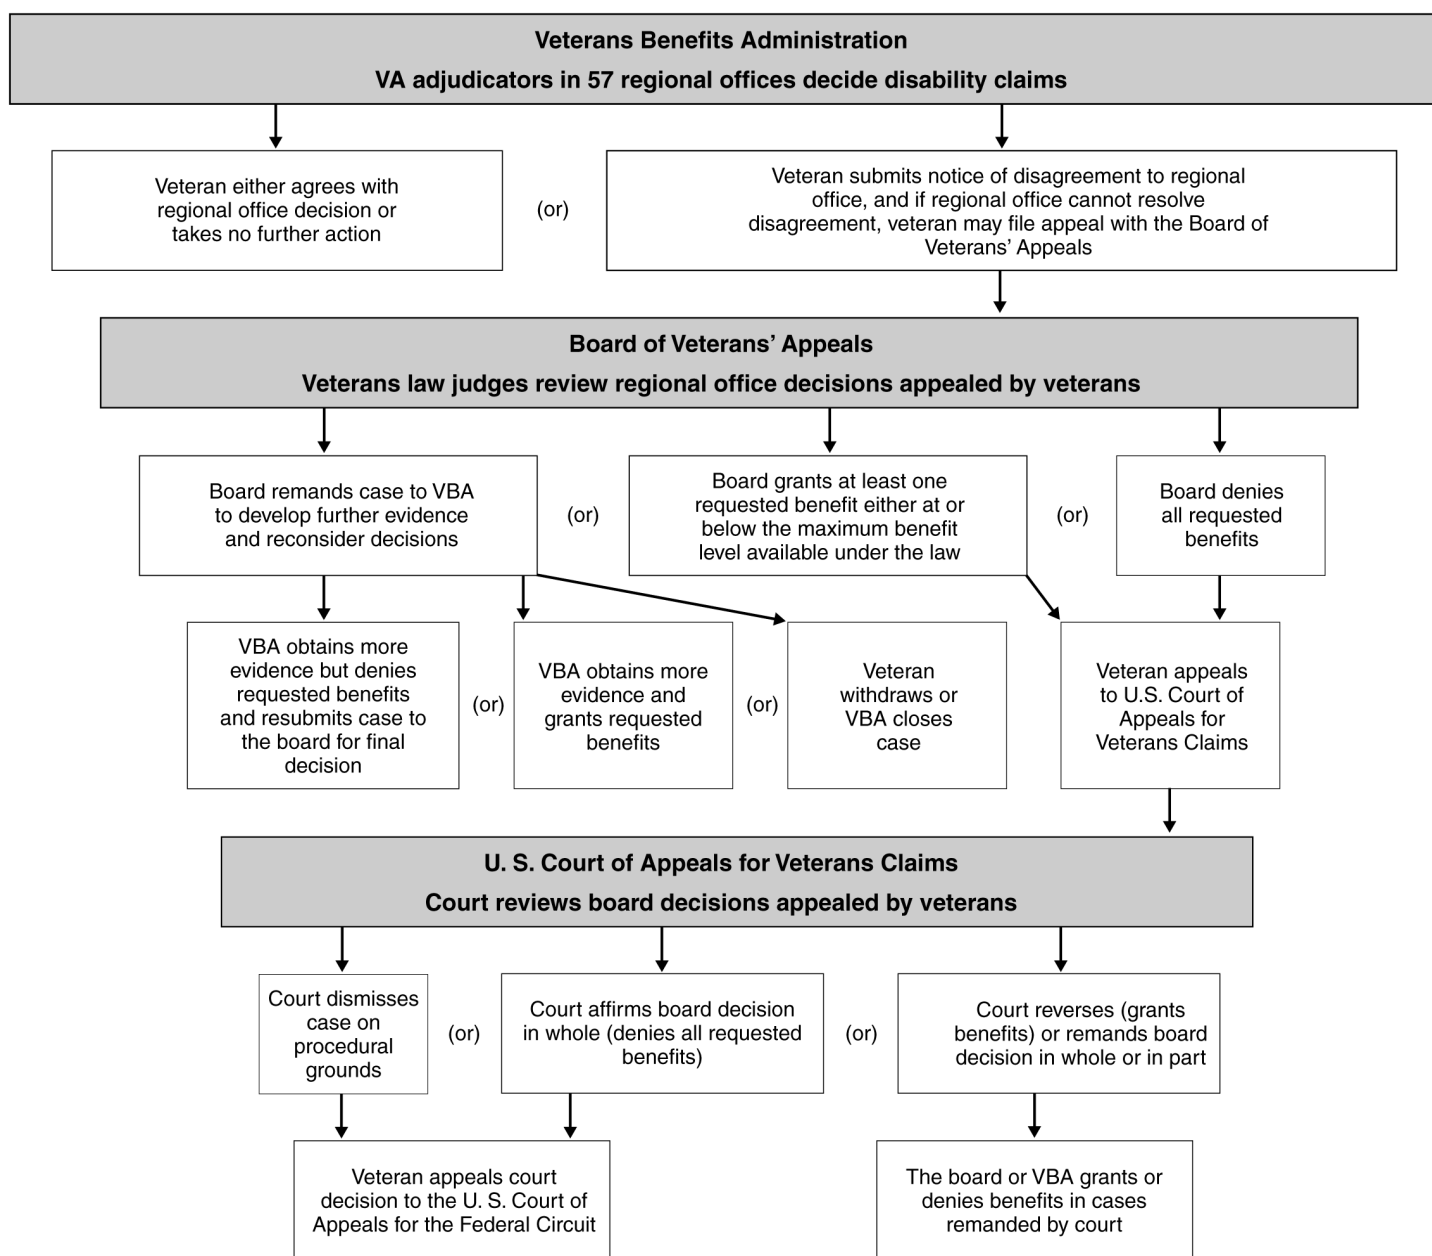 Veterans Benefits Administration
VA adjudicators in 57 regional offices decide disability claims
Veteran either agrees with
regional office decision or
takes no further action
(or)
Veteran submits notice of disagreement to regional
office, and if regional office cannot resolve
disagreement, veteran may file appeal with the Board of
Veterans’ Appeals
Board of Veterans’ Appeals
Veterans law judges review regional office decisions appealed by veterans
Board remands case to VBA
to develop further evidence
and reconsider decisions
(or)
Board grants at least one
requested benefit either at or
below the maximum benefit
level available under the law
(or)
Board denies
all requested
benefits
VBA obtains more
evidence but denies
requested benefits
and resubmits case to
the board for final
decision
(or)
VBA obtains more
evidence and
grants requested
benefits
(or)
Veteran
withdraws or
VBA closes
case
Veteran appeals
to U.S. Court of
Appeals for
Veterans Claims
U. S. Court of Appeals for Veterans Claims
Court reviews board decisions appealed by veterans
Court dismisses
case on
procedural
grounds
(or)
Court affirms board decision
in whole (denies all requested
benefits)
(or)
Court reverses (grants
benefits) or remands board
decision in whole or in part
Veteran appeals court
decision to the U. S. Court of
Appeals for the Federal Circuit
The board or VBA grants or
denies benefits in cases
remanded by court